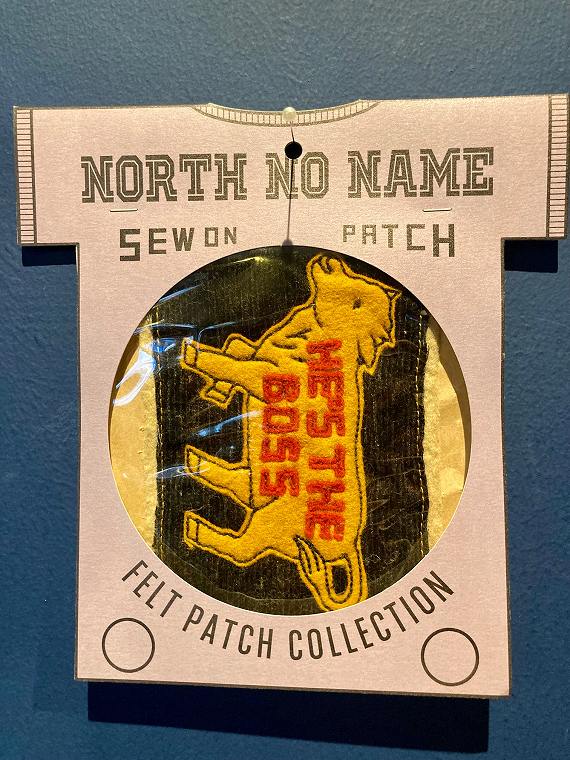 NORTH NO NAME
SEW ON PATCH
HE'S THE
BOSS
FELT PATCH COLLECTION